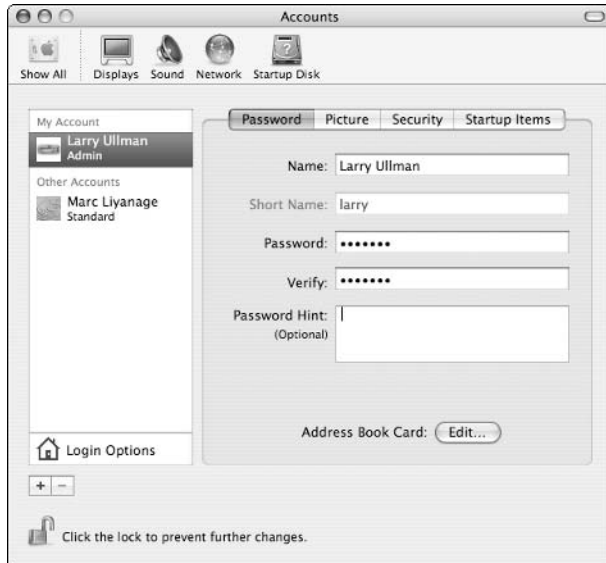 Accounts
Show All Displays Sound Network Startup Disk
My Account
Larry Ullman
Admin
Other Accounts
Marc Liyanage
Standard
Login Options
Password Picture Security Startup Items
Name: Larry Ullman
Short Name: larry
Password: •••••••
Verify: •••••••
Password Hint:
(Optional)
Address Book Card: Edit...
+ −
Click the lock to prevent further changes.